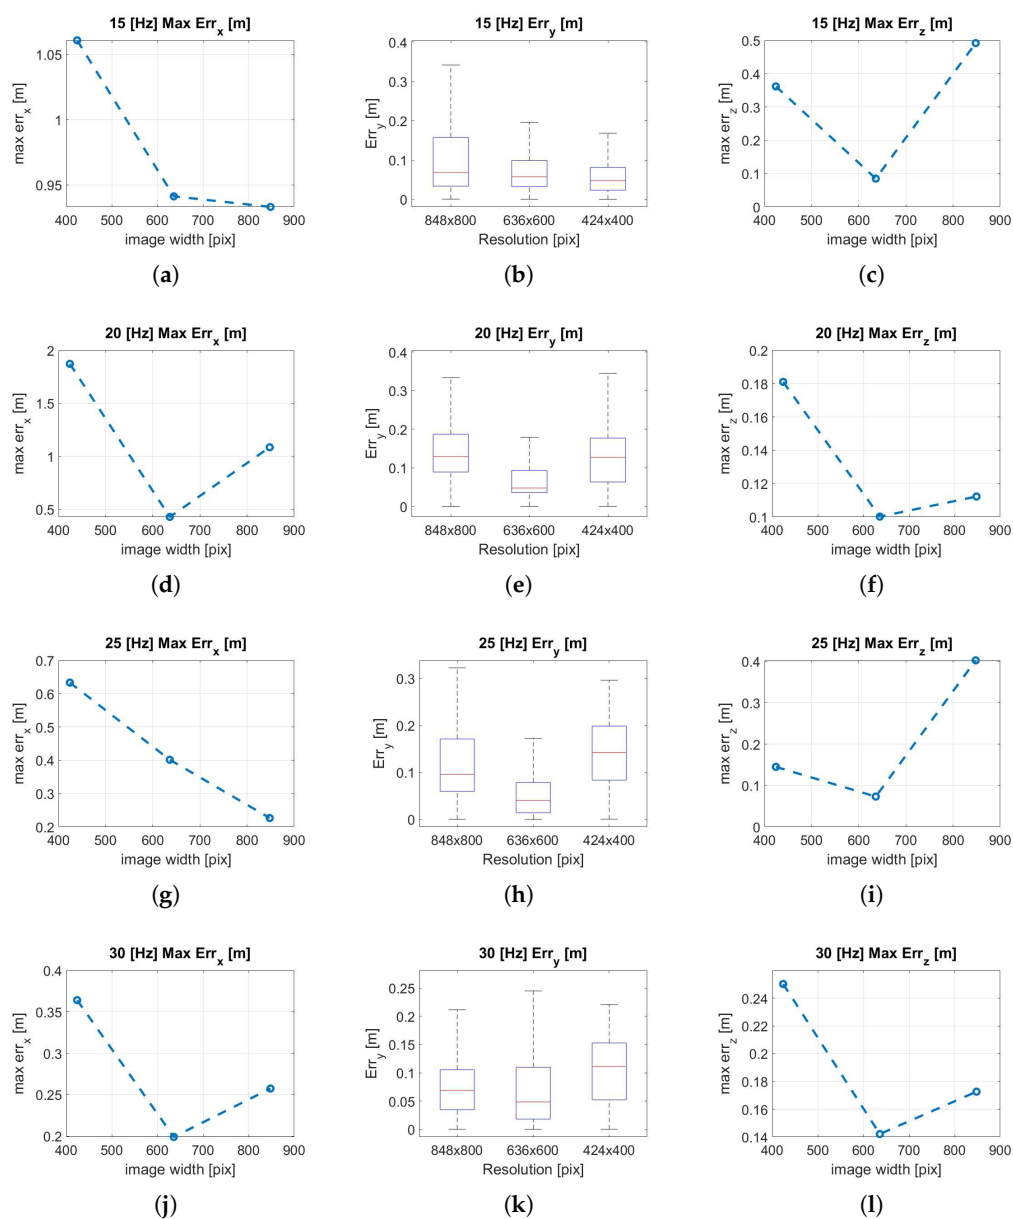 15 [Hz] Max Err_x [m]
max err_x [m]
1.05
1
0.95
400 500 600 700 800 900
image width [pix]
(a)
15 [Hz] Err_y [m]
Err_y [m]
0.4
0.3
0.2
0.1
0
848x800 636x600 424x400
Resolution [pix]
(b)
15 [Hz] Max Err_z [m]
max err_z [m]
0.5
0.4
0.3
0.2
0.1
0
400 500 600 700 800 900
image width [pix]
(c)
20 [Hz] Max Err_x [m]
max err_x [m]
2
1.5
1
0.5
400 500 600 700 800 900
image width [pix]
(d)
20 [Hz] Err_y [m]
Err_y [m]
0.4
0.3
0.2
0.1
0
848x800 636x600 424x400
Resolution [pix]
(e)
20 [Hz] Max Err_z [m]
max err_z [m]
0.2
0.18
0.16
0.14
0.12
0.1
400 500 600 700 800 900
image width [pix]
(f)
25 [Hz] Max Err_x [m]
max err_x [m]
0.7
0.6
0.5
0.4
0.3
0.2
400 500 600 700 800 900
image width [pix]
(g)
25 [Hz] Err_y [m]
Err_y [m]
0.3
0.2
0.1
0
848x800 636x600 424x400
Resolution [pix]
(h)
25 [Hz] Max Err_z [m]
max err_z [m]
0.4
0.3
0.2
0.1
0
400 500 600 700 800 900
image width [pix]
(i)
30 [Hz] Max Err_x [m]
max err_x [m]
0.4
0.35
0.3
0.25
0.2
400 500 600 700 800 900
image width [pix]
(j)
30 [Hz] Err_y [m]
Err_y [m]
0.25
0.2
0.15
0.1
0.05
0
848x800 636x600 424x400
Resolution [pix]
(k)
30 [Hz] Max Err_z [m]
max err_z [m]
0.24
0.22
0.2
0.18
0.16
0.14
400 500 600 700 800 900
image width [pix]
(l)